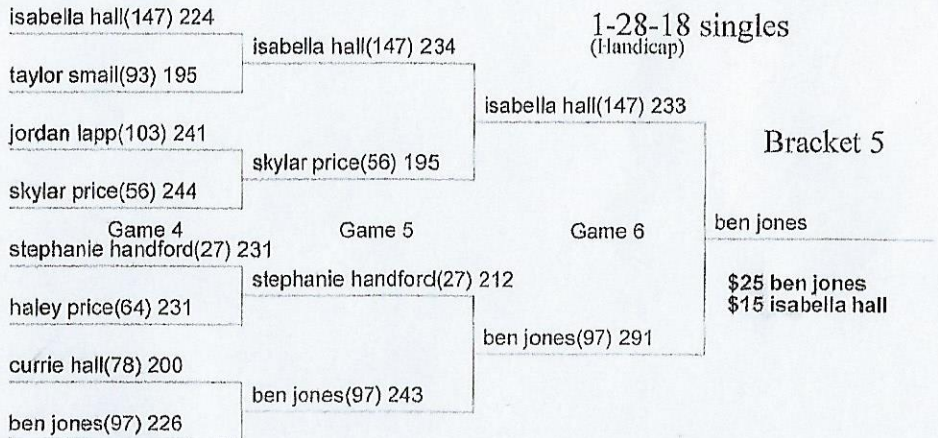 isabella hall(147) 224
1-28-18 singles
(Handicap)
isabella hall(147) 234
taylor smail(93) 195
isabella hall(147) 233
jordan lapp(103) 241
Bracket 5
skylar price(56) 195
skylar price(56) 244
Game 4
Game 5
Game 6
ben jones
stephanie handford(27) 231
stephanie handford(27) 212
$25 ben jones
$15 isabella hall
haley price(64) 231
ben jones(97) 291
currie hall(78) 200
ben jones(97) 243
ben jones(97) 226